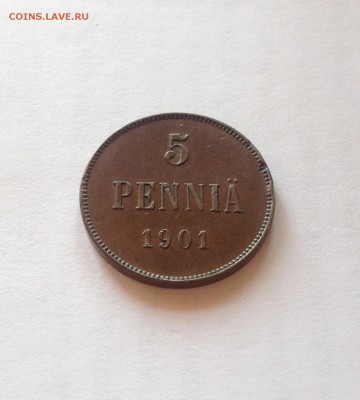 COINS.LAVE.RU
5
PENNIÄ
1901